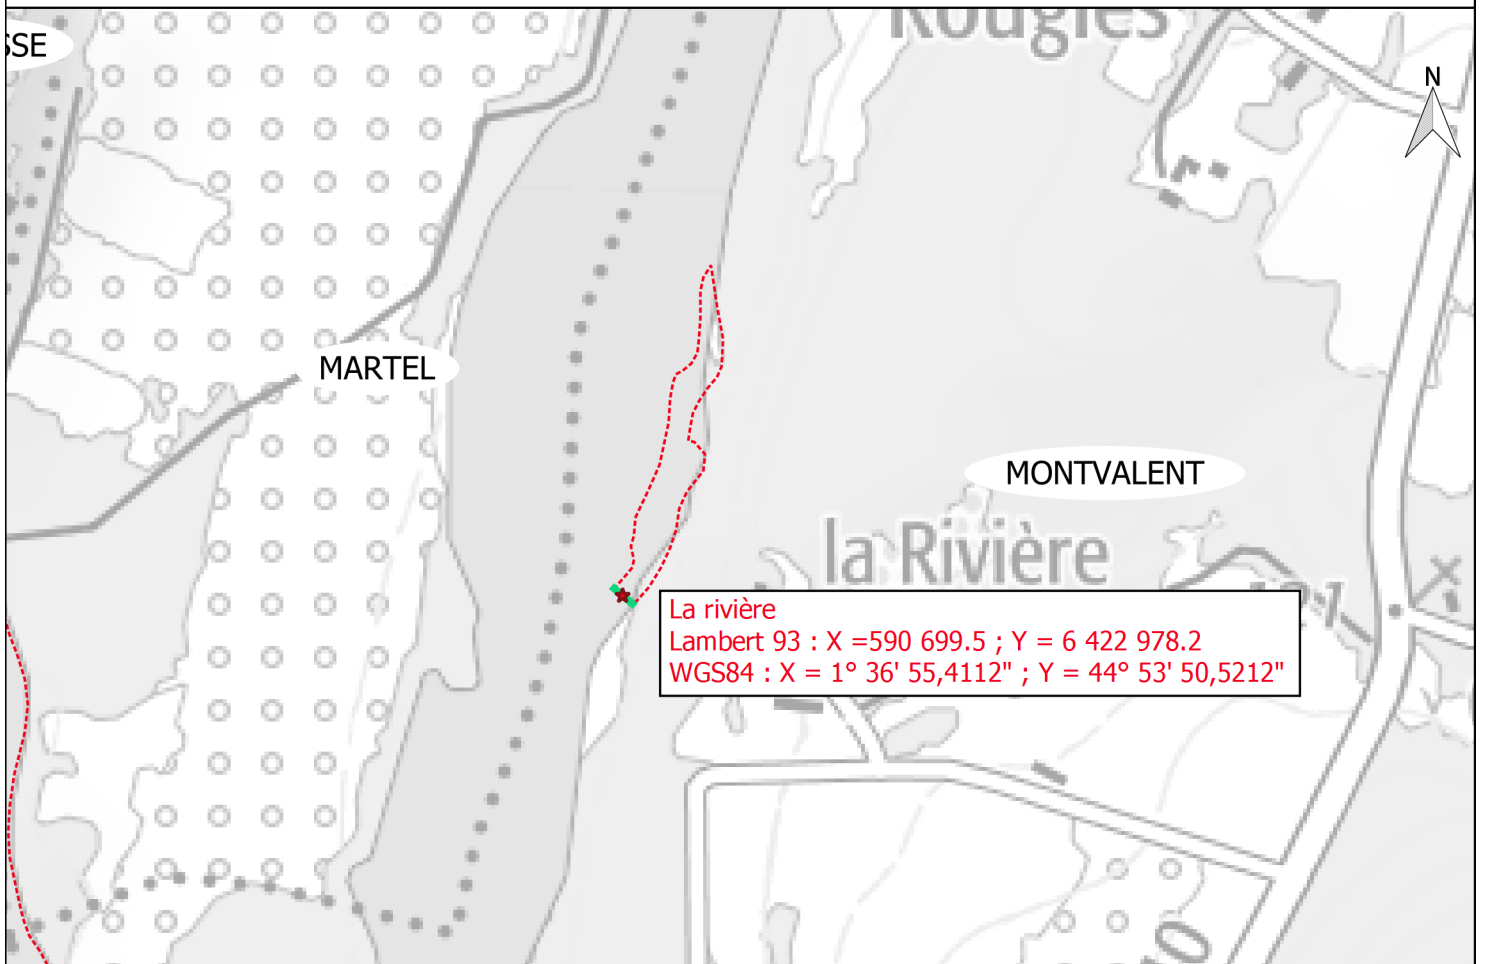 Rougiès
SSE
N
MARTEL
MONTVALENT
la Rivière
La rivière
Lambert 93 : X =590 699.5 ; Y = 6 422 978.2
WGS84 : X = 1° 36' 55,4112" ; Y = 44° 53' 50,5212"